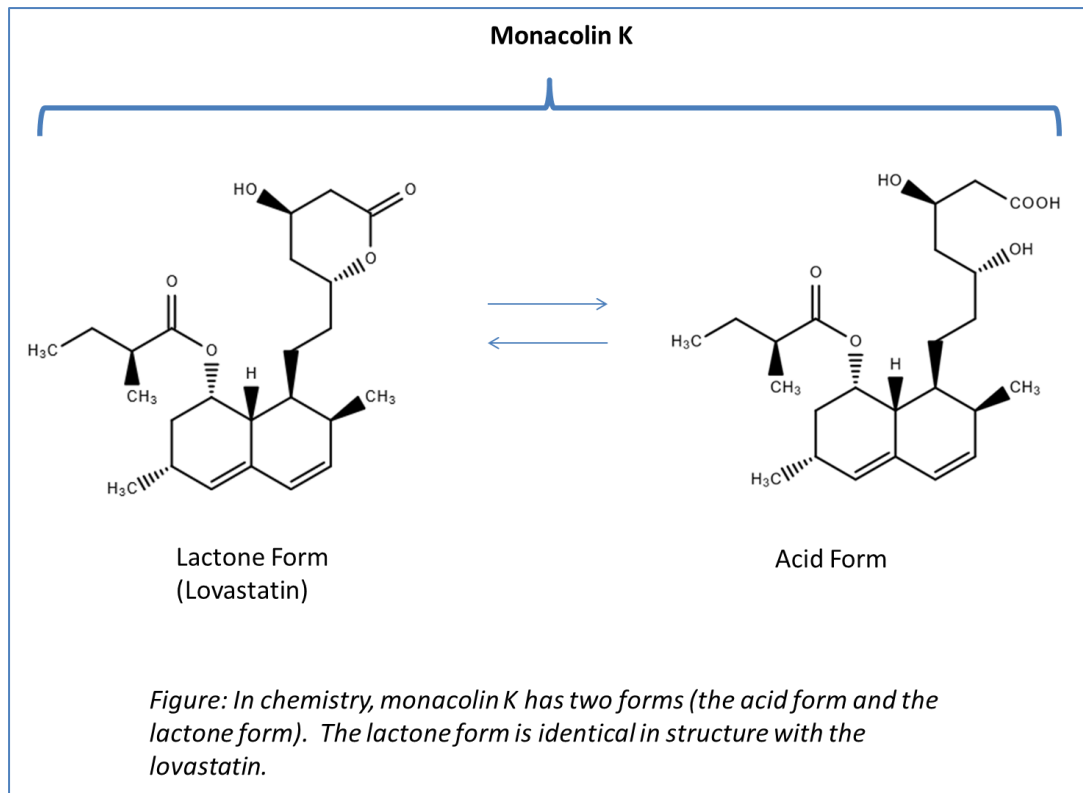 Monacolin K
HO
O
O
O
O
H
H₃C
CH₃
CH₃
H₃C
HO
COOH
OH
O
O
H
H₃C
CH₃
CH₃
H₃C
Lactone Form
(Lovastatin)
Acid Form
Figure: In chemistry, monacolin K has two forms (the acid form and the
lactone form).  The lactone form is identical in structure with the
lovastatin.